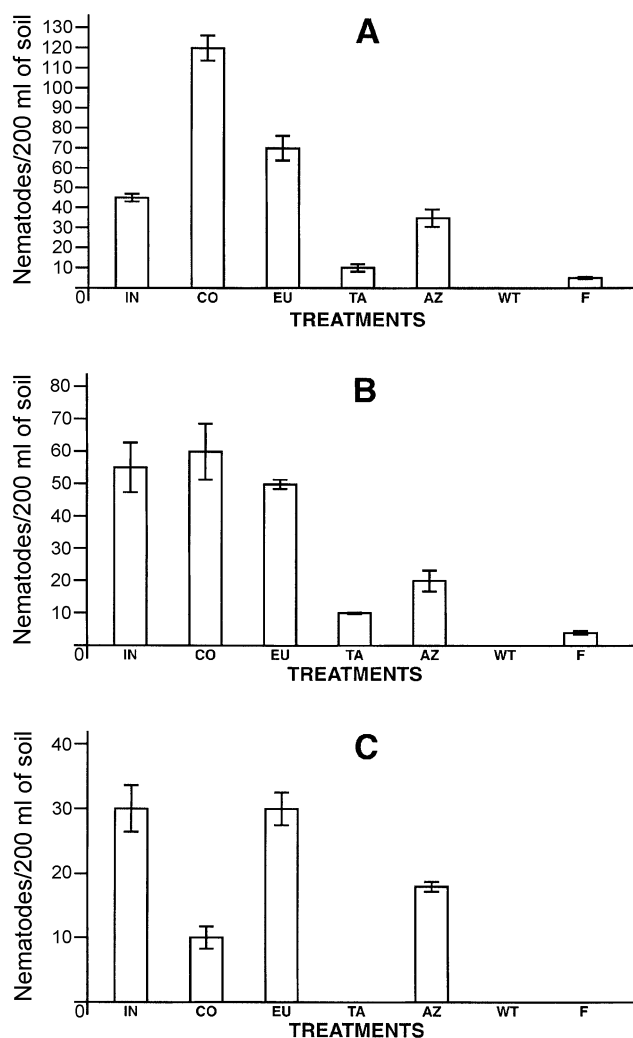 A
Nematodes/200 ml of soil
130
120
110
100
90
80
70
60
50
40
30
20
10
0
IN CO EU TA AZ WT F
TREATMENTS
B
Nematodes/200 ml of soil
80
70
60
50
40
30
20
10
0
IN CO EU TA AZ WT F
TREATMENTS
C
Nematodes/200 ml of soil
40
30
20
10
0
IN CO EU TA AZ WT F
TREATMENTS